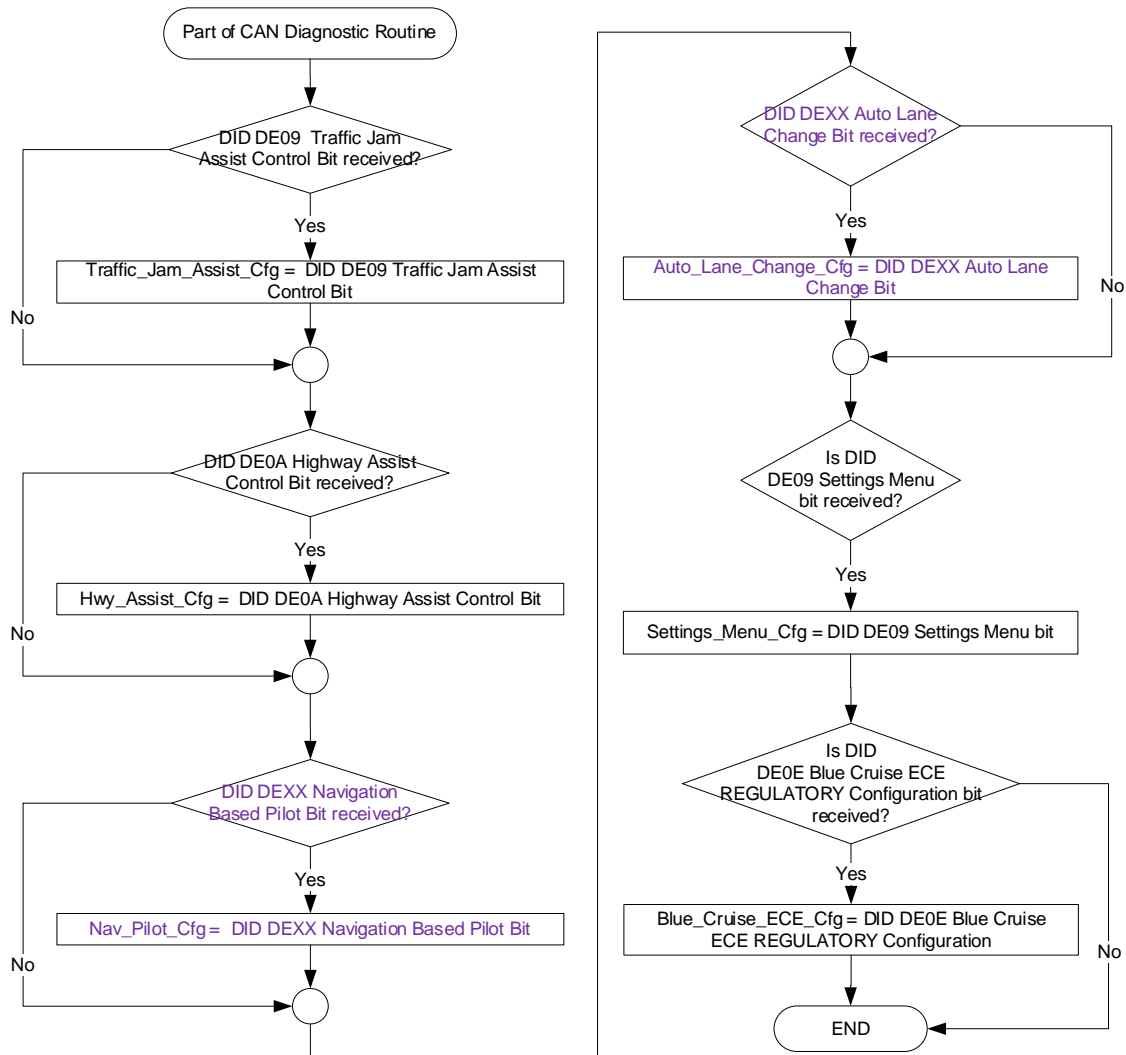 Part of CAN Diagnostic Routine
DID DE09 Traffic Jam
Assist Control Bit received?
Yes
Traffic_Jam_Assist_Cfg = DID DE09 Traffic Jam Assist
Control Bit
No
DID DE0A Highway Assist
Control Bit received?
Yes
Hwy_Assist_Cfg = DID DE0A Highway Assist Control Bit
No
DID DEXX Navigation
Based Pilot Bit received?
Yes
Nav_Pilot_Cfg = DID DEXX Navigation Based Pilot Bit
No
DID DEXX Auto Lane
Change Bit received?
Yes
Auto_Lane_Change_Cfg = DID DEXX Auto Lane
Change Bit
No
Is DID
DE09 Settings Menu
bit received?
Yes
Settings_Menu_Cfg = DID DE09 Settings Menu bit
Is DID
DE0E Blue Cruise ECE
REGULATORY Configuration bit
received?
Yes
Blue_Cruise_ECE_Cfg = DID DE0E Blue Cruise
ECE REGULATORY Configuration
No
END